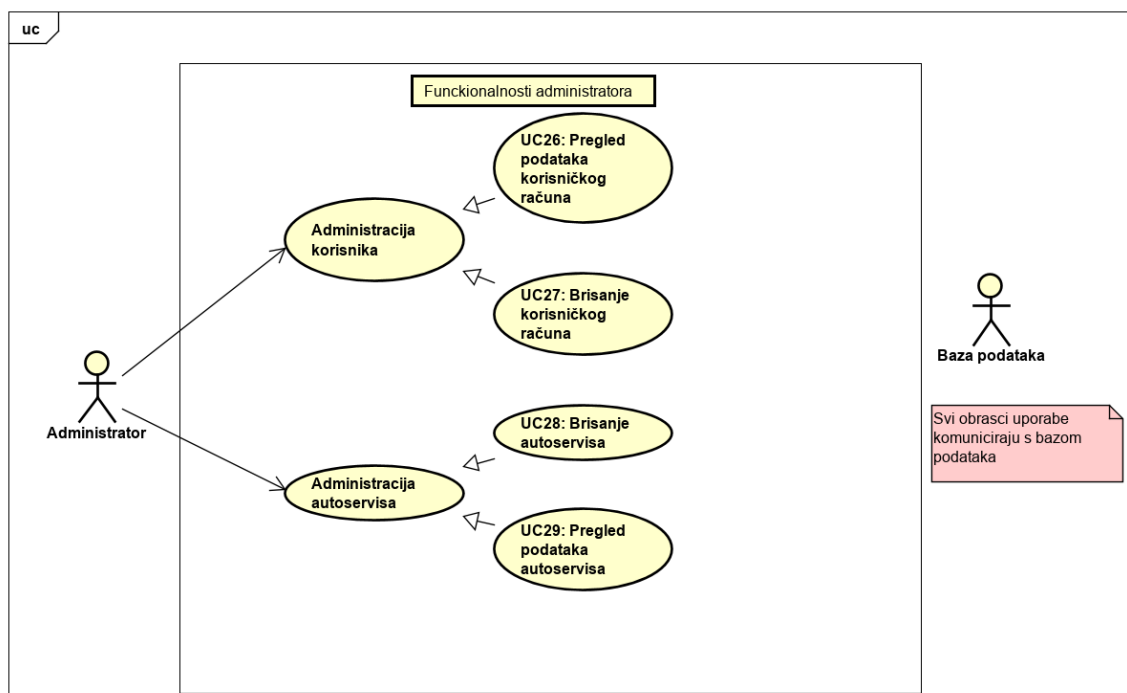 uc
Funckionalnosti administratora
UC26: Pregled
podataka
korisničkog
računa
Administracija
korisnika
UC27: Brisanje
korisničkog
računa
Baza podataka
Administrator
Svi obrasci uporabe
komuniciraju s bazom
podataka
UC28: Brisanje
autoservisa
Administracija
autoservisa
UC29: Pregled
podataka
autoservisa